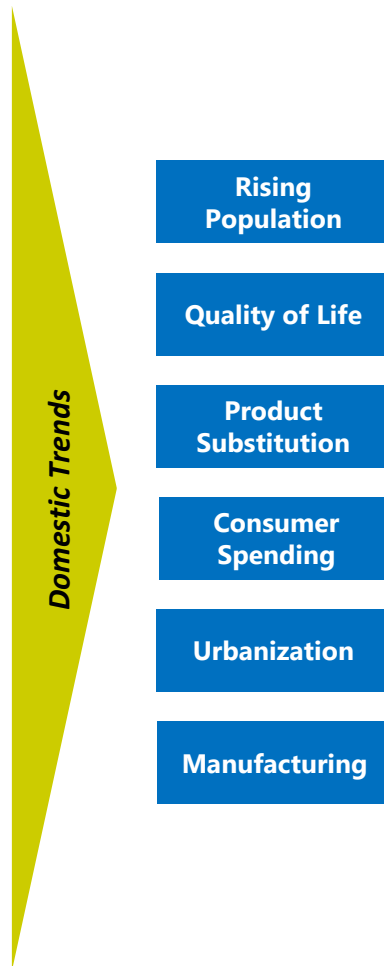 Domestic Trends
Rising
Population
Quality of Life
Product
Substitution
Consumer
Spending
Urbanization
Manufacturing